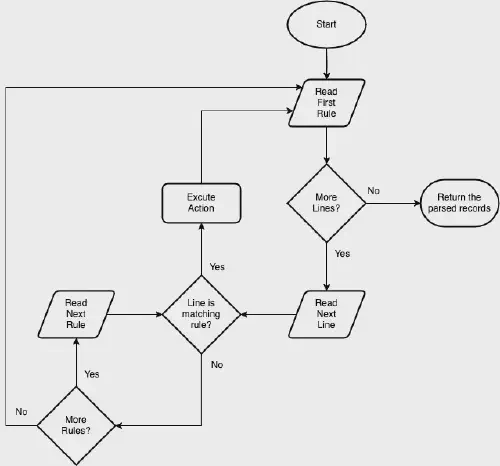 Start
Read
First
Rule
More
Lines?
No
Return the
parsed records
Yes
Read
Next
Line
Line is
matching
rule?
Yes
Excute
Action
No
More
Rules?
Yes
Read
Next
Rule
No